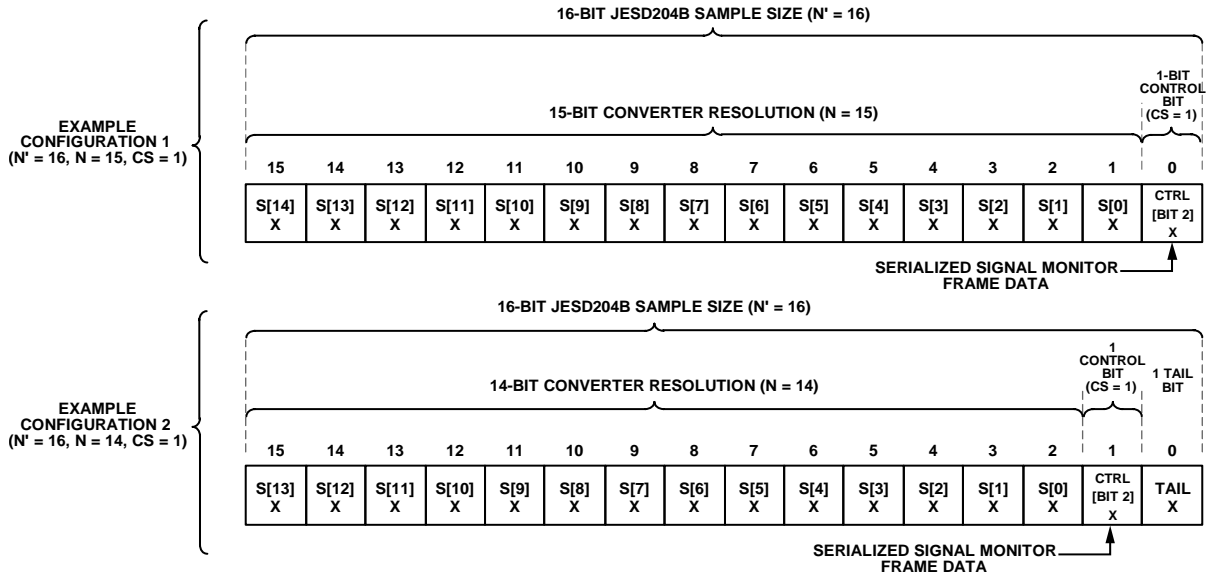 16-BIT JESD204B SAMPLE SIZE (N' = 16)
1-BIT
CONTROL
BIT
(CS = 1)
15-BIT CONVERTER RESOLUTION (N = 15)
EXAMPLE
CONFIGURATION 1
(N' = 16, N = 15, CS = 1)
15 14 13 12 11 10 9 8 7 6 5 4 3 2 1 0
S[14] S[13] S[12] S[11] S[10] S[9] S[8] S[7] S[6] S[5] S[4] S[3] S[2] S[1] S[0] CTRL
[BIT 2]
X X X X X X X X X X X X X X X X
SERIALIZED SIGNAL MONITOR
FRAME DATA
16-BIT JESD204B SAMPLE SIZE (N' = 16)
1
CONTROL
BIT
(CS = 1)
1 TAIL
BIT
14-BIT CONVERTER RESOLUTION (N = 14)
EXAMPLE
CONFIGURATION 2
(N' = 16, N = 14, CS = 1)
15 14 13 12 11 10 9 8 7 6 5 4 3 2 1 0
S[13] S[12] S[11] S[10] S[9] S[8] S[7] S[6] S[5] S[4] S[3] S[2] S[1] S[0] CTRL TAIL
[BIT 2]
X X X X X X X X X X X X X X X X
SERIALIZED SIGNAL MONITOR
FRAME DATA